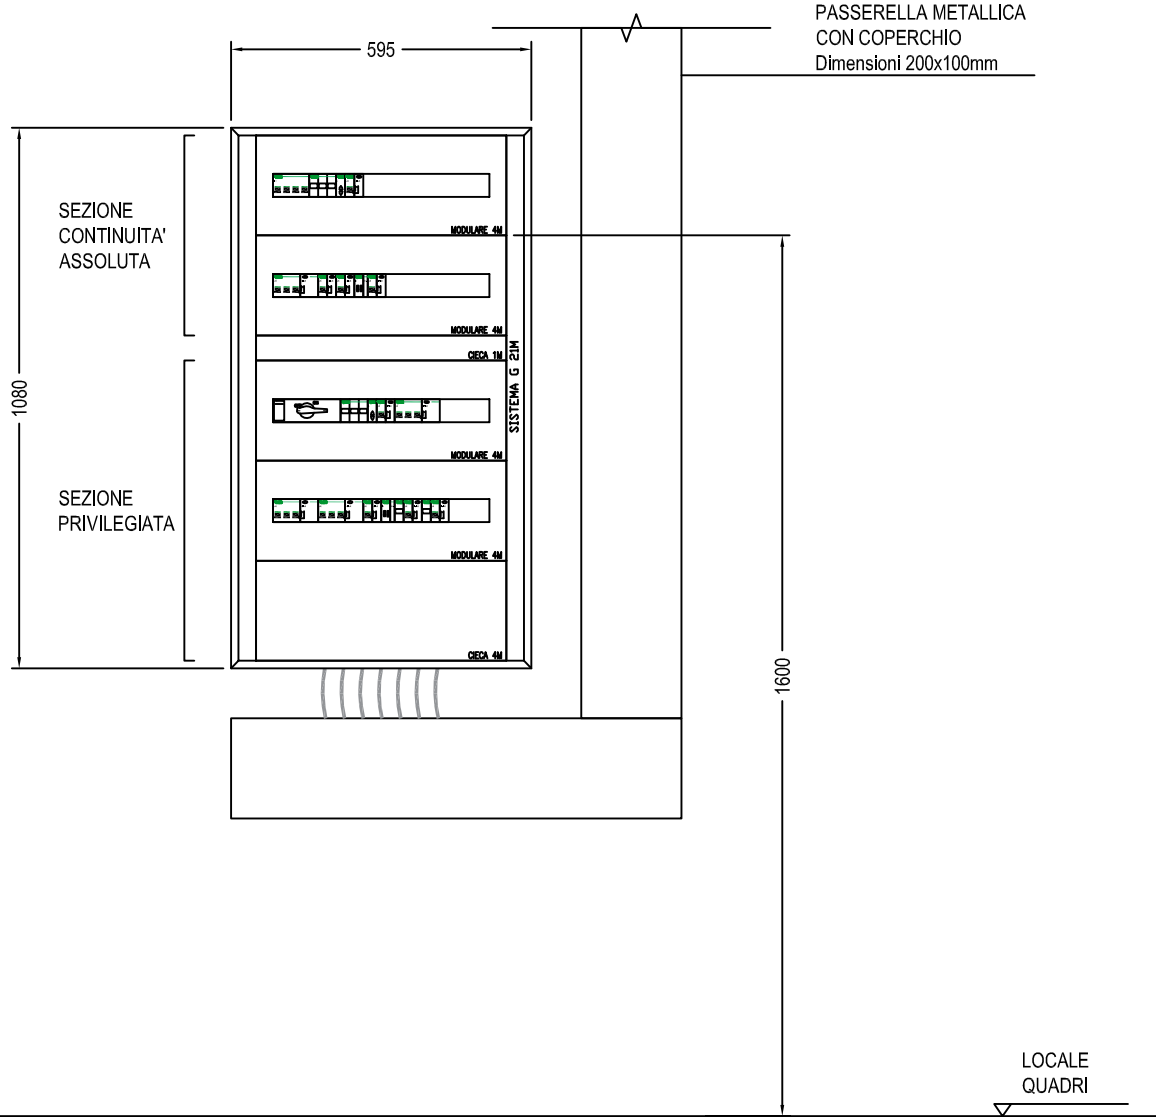 PASSERELLA METALLICA
CON COPERCHIO
Dimensioni 200x100mm
595
SEZIONE
CONTINUITA'
ASSOLUTA
MODULARE 4M
MODULARE 4M
CIECA 1M
SISTEMA G 21M
1080
MODULARE 4M
SEZIONE
PRIVILEGIATA
MODULARE 4M
CIECA 4M
1600
LOCALE
QUADRI